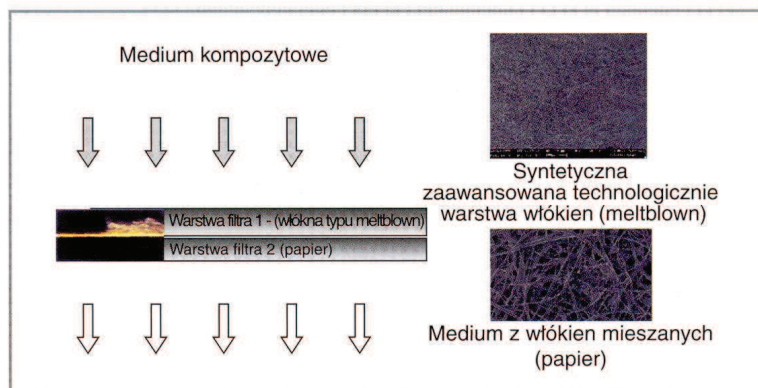 Medium kompozytowe
Warstwa filtra 1 - (włókna typu meltblown)
Warstwa filtra 2 (papier)
Syntetyczna
zaawansowana technologicznie
warstwa włókien (meltblown)
Medium z włókien mieszanych
(papier)